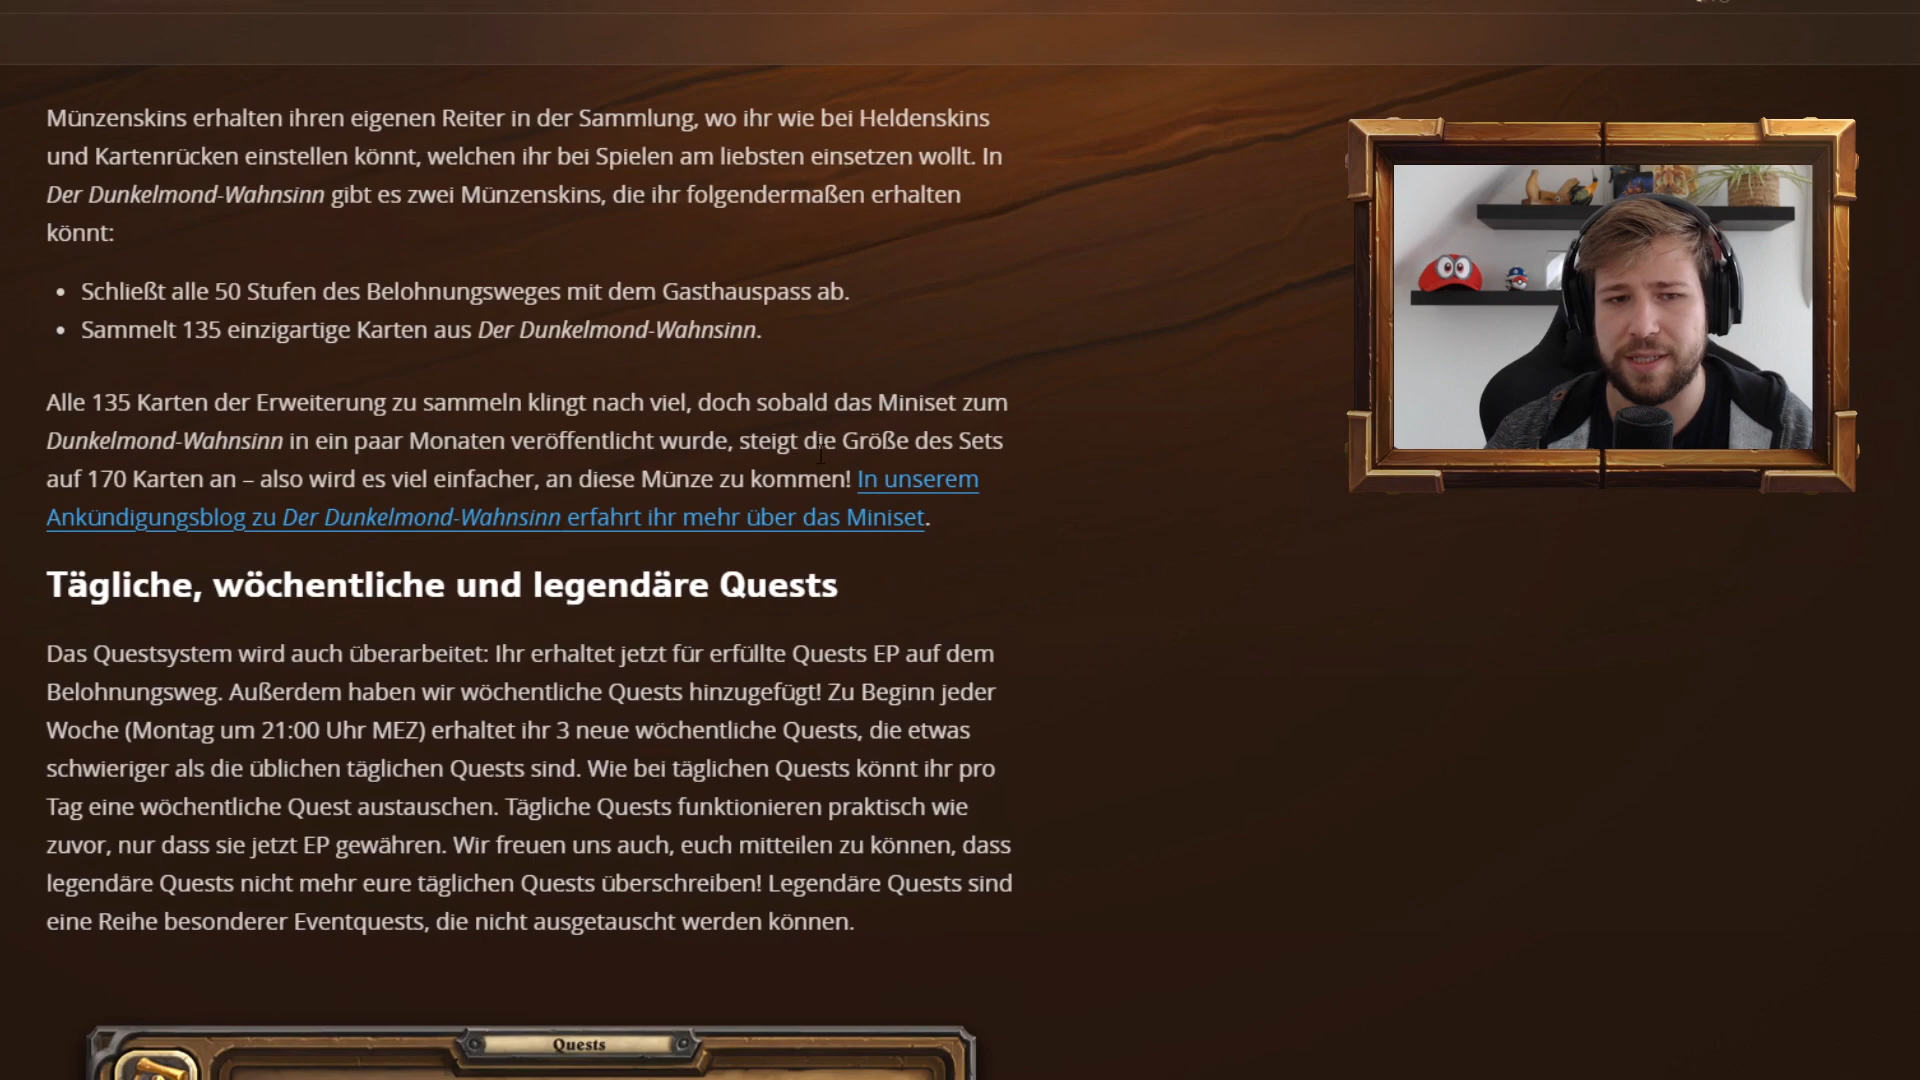 Münzenskins erhalten ihren eigenen Reiter in der Sammlung, wo ihr wie bei Heldenskins
und Kartenrücken einstellen könnt, welchen ihr bei Spielen am liebsten einsetzen wollt. In
Der Dunkelmond-Wahnsinn gibt es zwei Münzenskins, die ihr folgendermaßen erhalten
könnt:
• Schließt alle 50 Stufen des Belohnungsweges mit dem Gasthauspass ab.
• Sammelt 135 einzigartige Karten aus Der Dunkelmond-Wahnsinn.
Alle 135 Karten der Erweiterung zu sammeln klingt nach viel, doch sobald das Miniset zum
Dunkelmond-Wahnsinn in ein paar Monaten veröffentlicht wurde, steigt die Größe des Sets
auf 170 Karten an – also wird es viel einfacher, an diese Münze zu kommen! In unserem
Ankündigungsblog zu Der Dunkelmond-Wahnsinn erfahrt ihr mehr über das Miniset.
Tägliche, wöchentliche und legendäre Quests
Das Questsystem wird auch überarbeitet: Ihr erhaltet jetzt für erfüllte Quests EP auf dem
Belohnungsweg. Außerdem haben wir wöchentliche Quests hinzugefügt! Zu Beginn jeder
Woche (Montag um 21:00 Uhr MEZ) erhaltet ihr 3 neue wöchentliche Quests, die etwas
schwieriger als die üblichen täglichen Quests sind. Wie bei täglichen Quests könnt ihr pro
Tag eine wöchentliche Quest austauschen. Tägliche Quests funktionieren praktisch wie
zuvor, nur dass sie jetzt EP gewähren. Wir freuen uns auch, euch mitteilen zu können, dass
legendäre Quests nicht mehr eure täglichen Quests überschreiben! Legendäre Quests sind
eine Reihe besonderer Eventquests, die nicht ausgetauscht werden können.
Quests